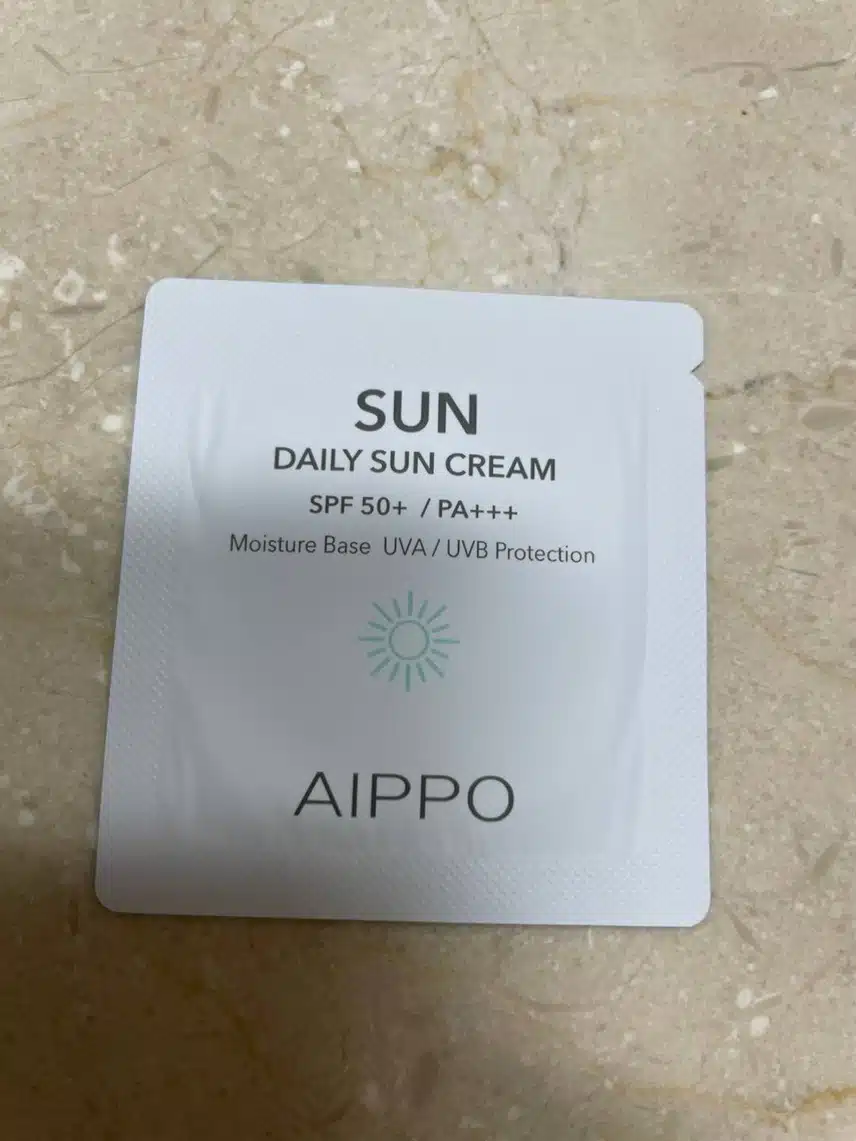 SUN
DAILY SUN CREAM
SPF 50+ / PA+++
Moisture Base UVA / UVB Protection
AIPPO